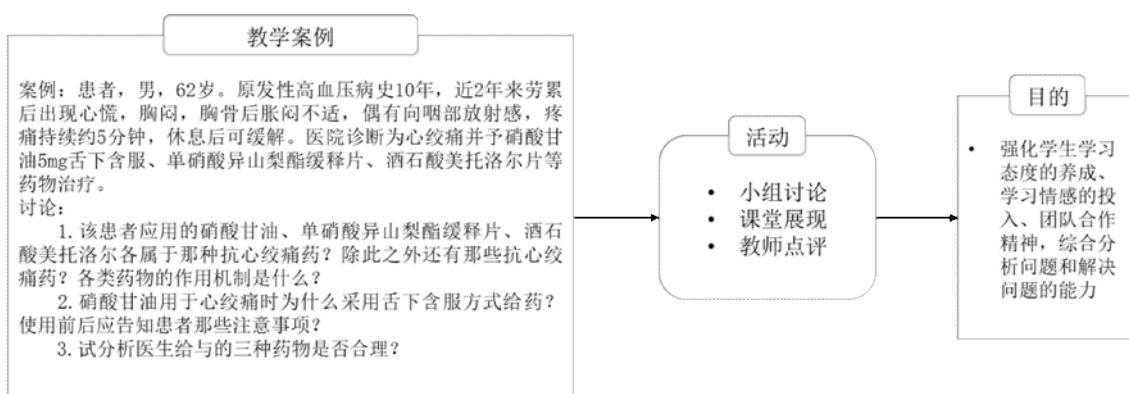 教学案例
案例：患者，男，62岁。原发性高血压病史10年，近2年来劳累
后出现心慌，胸闷，胸骨后胀闷不适，偶有向咽部放射感，疼
痛持续约5分钟，休息后可缓解。医院诊断为心绞痛并予硝酸甘
油5mg舌下含服、单硝酸异山梨酯缓释片、酒石酸美托洛尔片等
药物治疗。
讨论：
1.该患者应用的硝酸甘油、单硝酸异山梨酯缓释片、酒石
酸美托洛尔各属于那种抗心绞痛药？除此之外还有那些抗心绞
痛药？各类药物的作用机制是什么？
2.硝酸甘油用于心绞痛时为什么采用舌下含服方式给药？
使用前后应告知患者那些注意事项？
3.试分析医生给与的三种药物是否合理？
活动
• 小组讨论
• 课堂展现
• 教师点评
目的
• 强化学生学习
态度的养成、
学习情感的投
入、团队合作
精神，综合分
析问题和解决
问题的能力